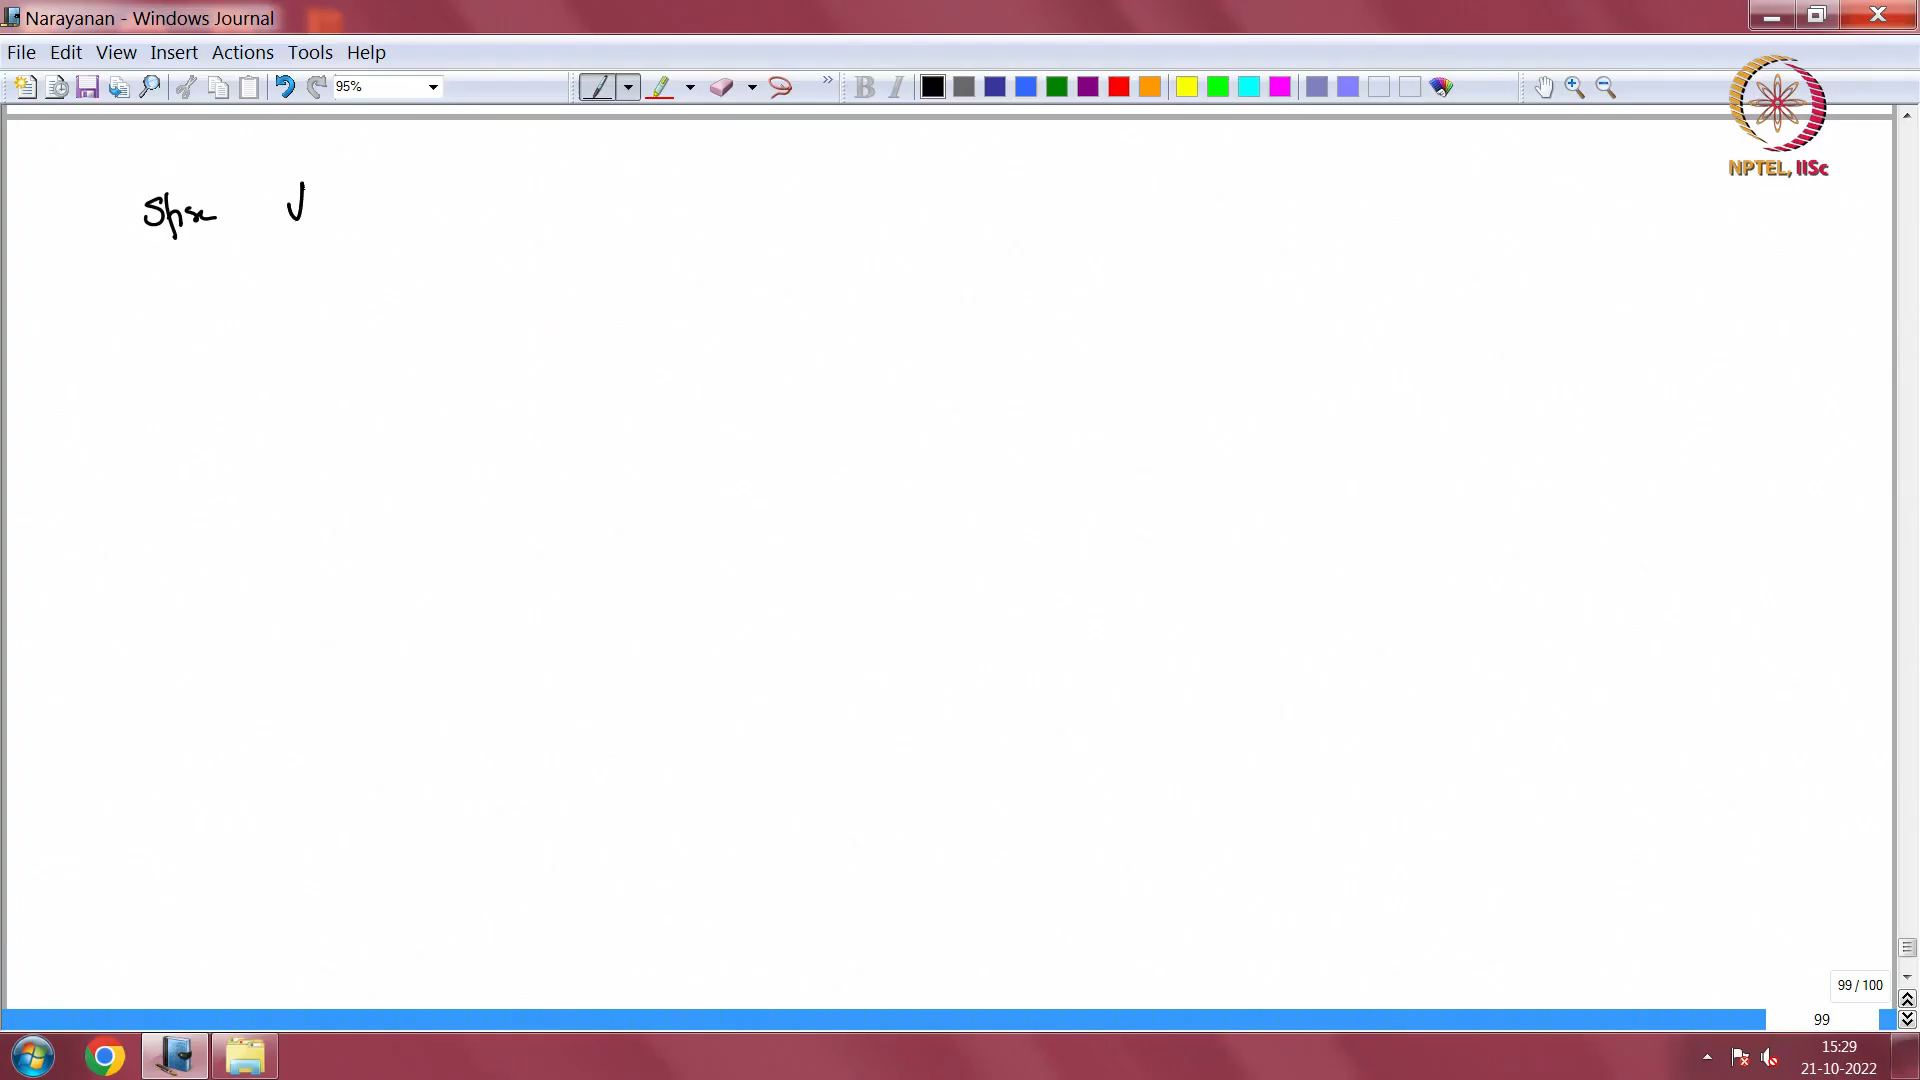 Narayanan - Windows Journal
File Edit View Insert Actions Tools Help
95%
B I
NPTEL, IISc
99 / 100
99
15:29
21-10-2022